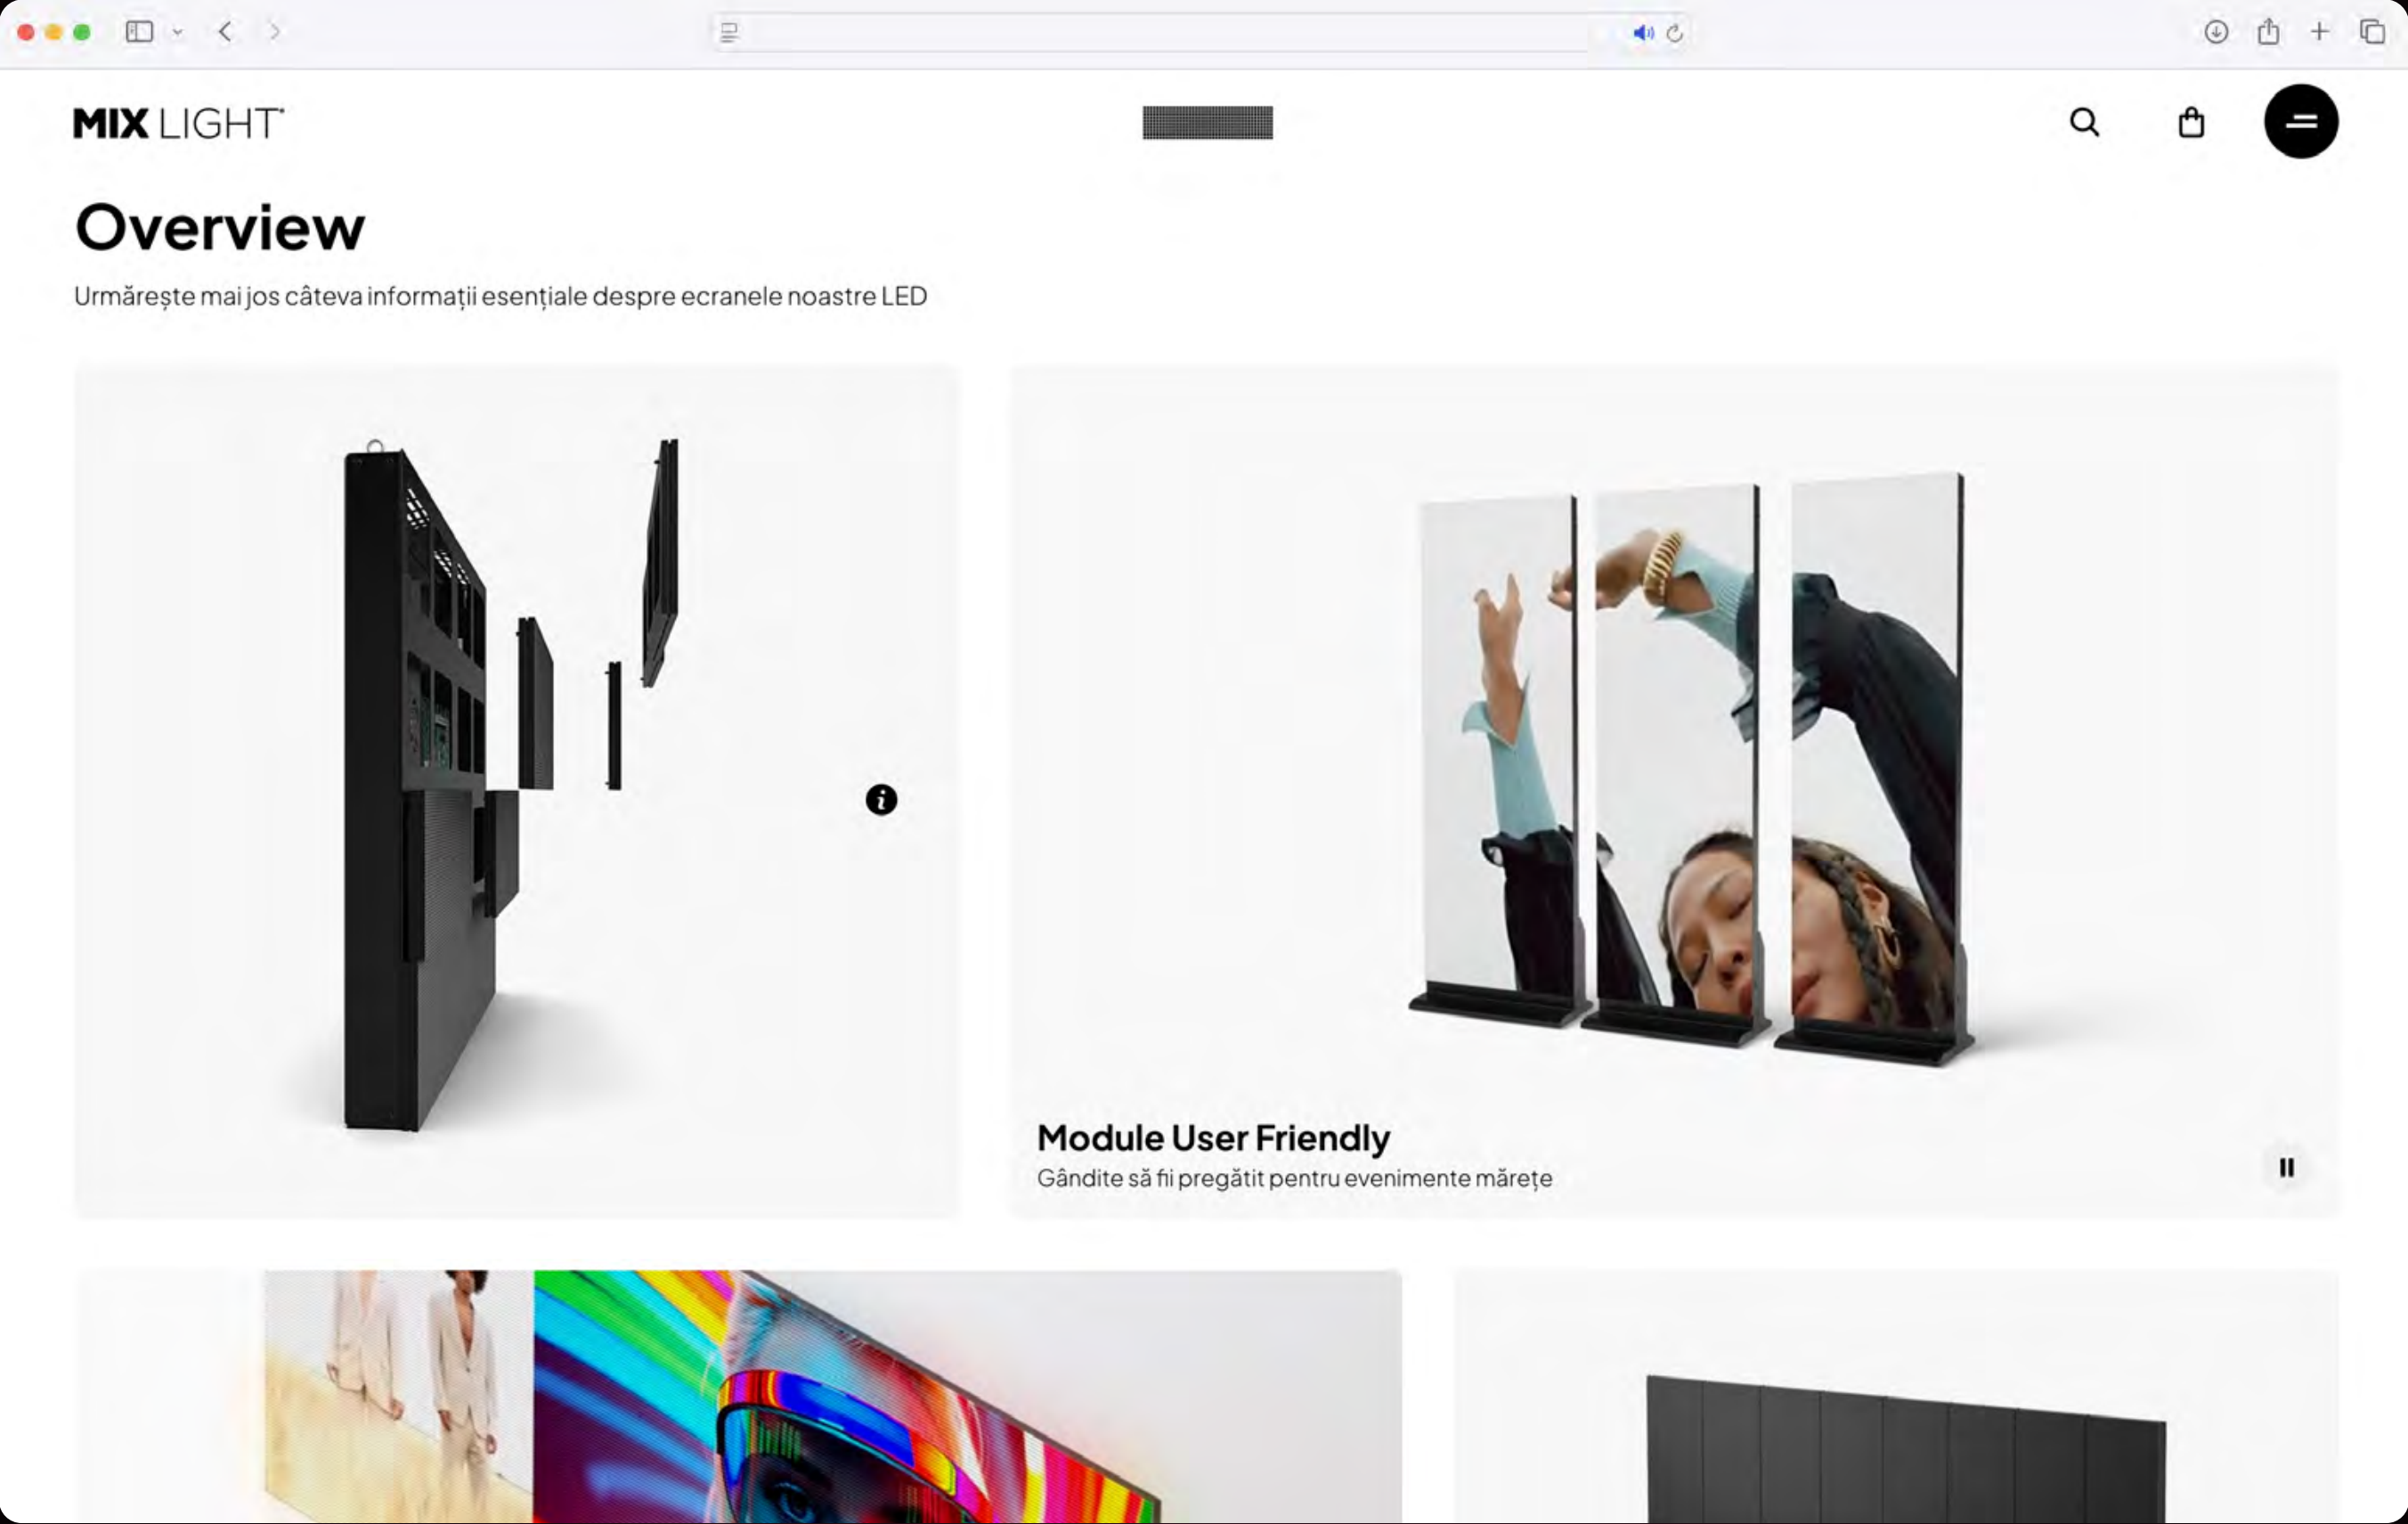 MIX LIGHT
Overview
Urmărește mai jos câteva informații esențiale despre ecranele noastre LED
Module User Friendly
Gândite să fii pregătit pentru evenimente mărețe